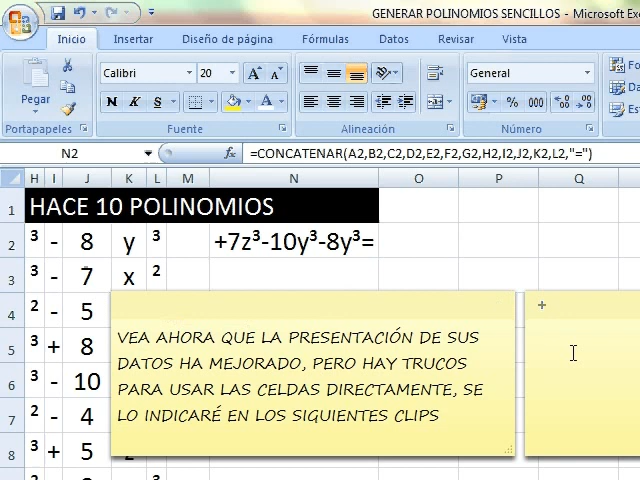 GENERAR POLINOMIOS SENCILLOS - Microsoft Exc
Inicio Insertar Diseño de página Fórmulas Datos Revisar Vista
Pegar
Calibri 20 A A
General
N K S
% 000
Portapapeles Fuente Alineación Número
N2 fx =CONCATENAR(A2,B2,C2,D2,E2,F2,G2,H2,I2,J2,K2,L2,"=")
H I J K L M N O P Q
1 HACE 10 POLINOMIOS
2 ³ - 8 y ³ +7z³-10y³-8y³=
3 ³ - 7 x ²
4 ² - 5
5 ³ + 8
6 ³ - 10
7 ² - 4
8 ³ + 5
VEA AHORA QUE LA PRESENTACIÓN DE SUS
DATOS HA MEJORADO, PERO HAY TRUCOS
PARA USAR LAS CELDAS DIRECTAMENTE, SE
LO INDICARÉ EN LOS SIGUIENTES CLIPS
+